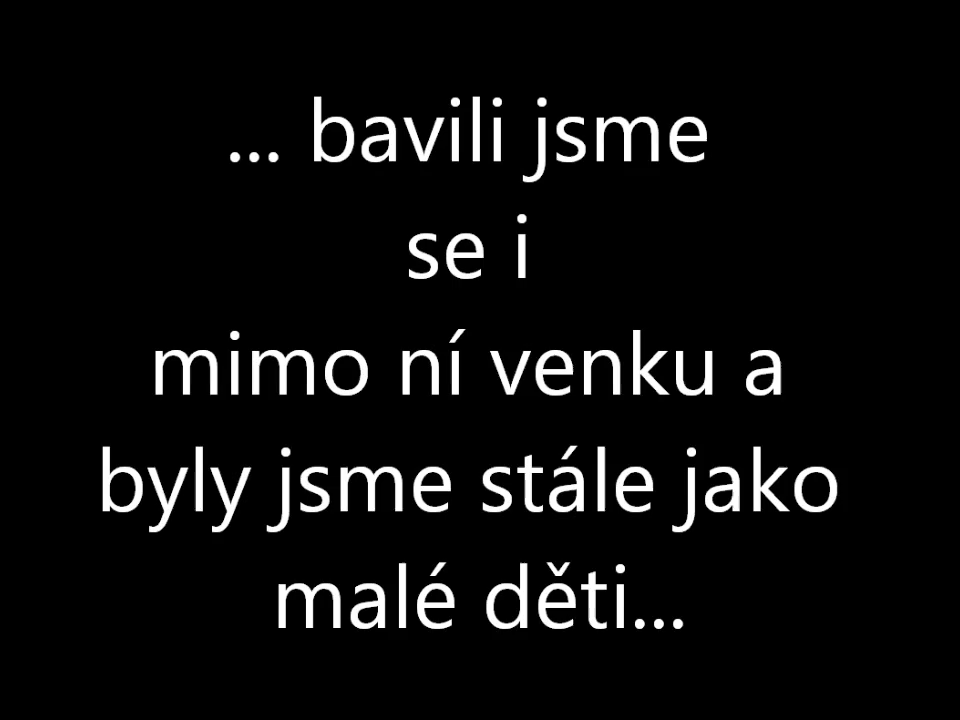 ... bavili jsme
se i
mimo ní venku a
byly jsme stále jako
malé děti...